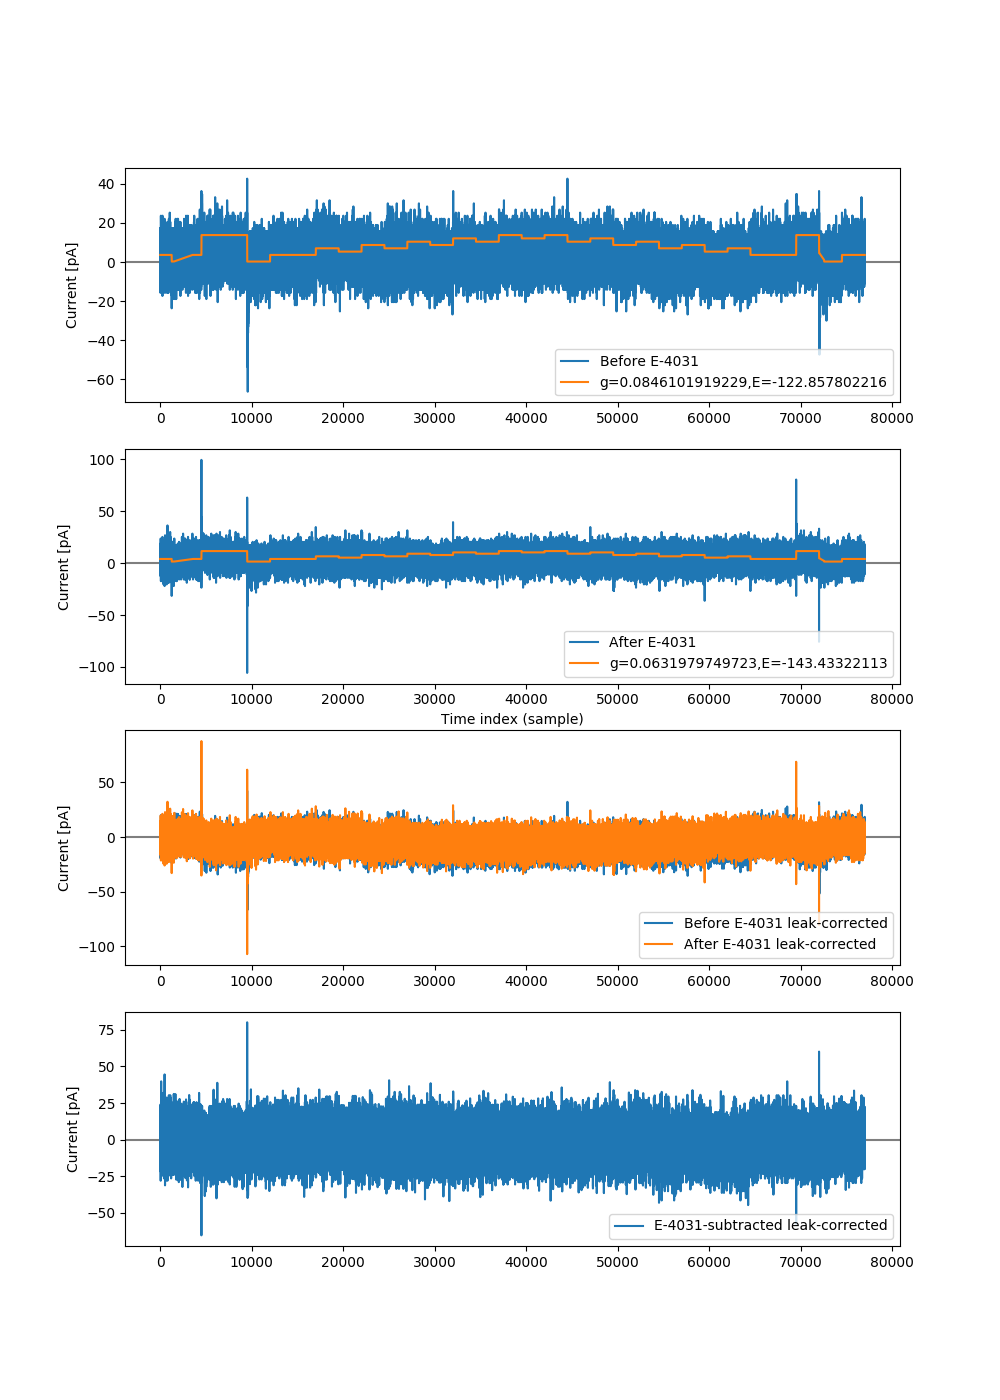 40
20
0
−20
−40
−60
Current [pA]
Before E-4031
g=0.0846101919229,E=-122.857802216
0 10000 20000 30000 40000 50000 60000 70000 80000
100
50
0
−50
−100
Current [pA]
After E-4031
g=0.0631979749723,E=-143.43322113
0 10000 20000 30000 40000 50000 60000 70000 80000
Time index (sample)
50
0
−50
−100
Current [pA]
Before E-4031 leak-corrected
After E-4031 leak-corrected
0 10000 20000 30000 40000 50000 60000 70000 80000
75
50
25
0
−25
−50
Current [pA]
E-4031-subtracted leak-corrected
0 10000 20000 30000 40000 50000 60000 70000 80000